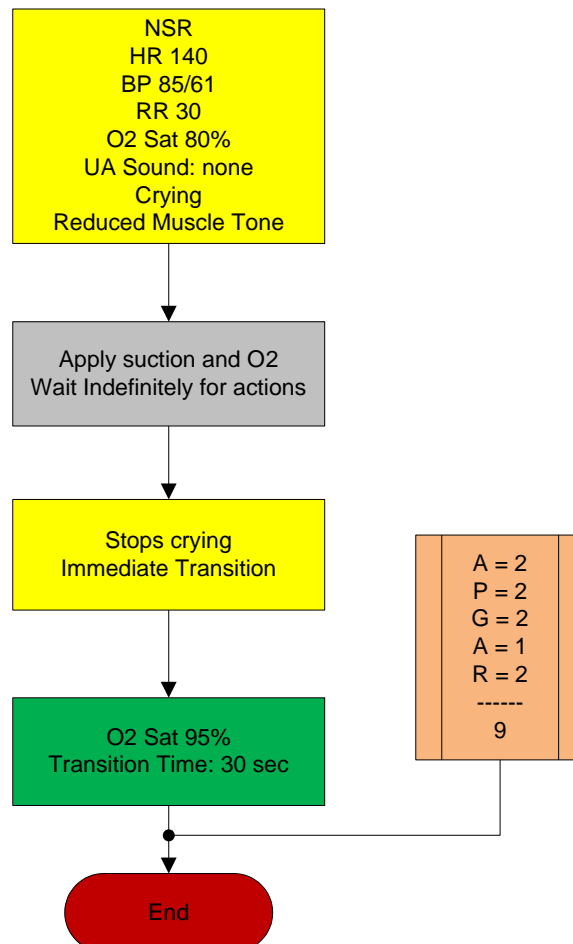 NSR
HR 140
BP 85/61
RR 30
O2 Sat 80%
UA Sound: none
Crying
Reduced Muscle Tone
Apply suction and O2
Wait Indefinitely for actions
Stops crying
Immediate Transition
A = 2
P = 2
G = 2
A = 1
R = 2
------
9
O2 Sat 95%
Transition Time: 30 sec
End